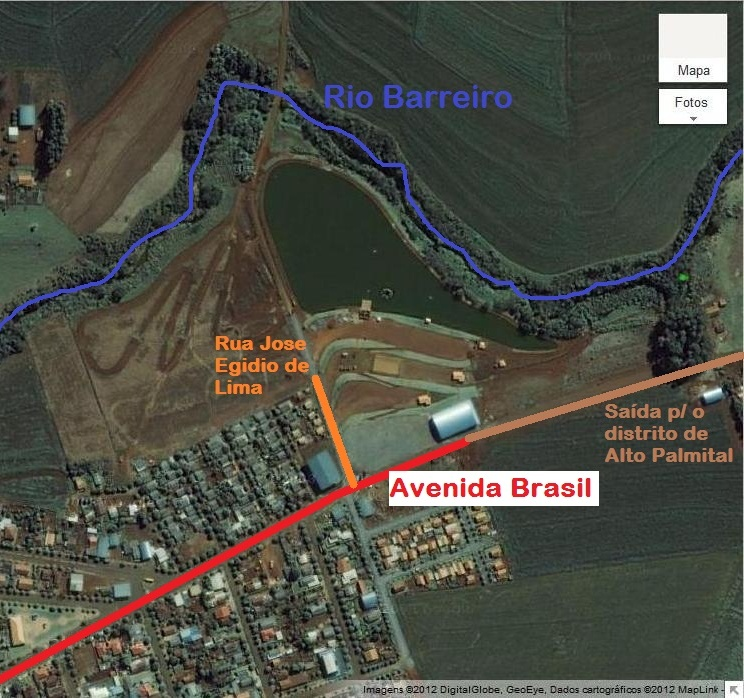 Mapa
Fotos
Rio Barreiro
Rua Jose
Egidio de
Lima
Saída p/ o
distrito de
Alto Palmital
Avenida Brasil
Imagens ©2012 DigitalGlobe, GeoEye, Dados cartográficos ©2012 MapLink -